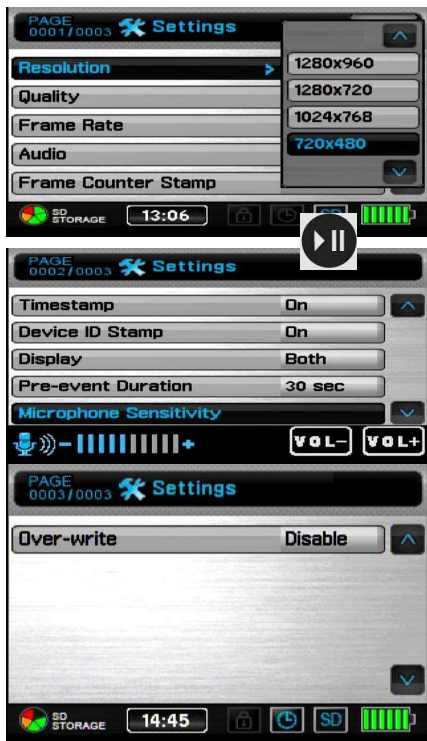 PAGE
0001/0003 Settings
Resolution >
1280x960
Quality
1280x720
Frame Rate
1024x768
Audio
720x480
Frame Counter Stamp
SD
STORAGE
13:06
SD
PAGE
0002/0003 Settings
Timestamp On
Device ID Stamp On
Display Both
Pre-event Duration 30 sec
Microphone Sensitivity
VOL- VOL+
PAGE
0003/0003 Settings
Over-write Disable
SD
STORAGE
14:45
SD